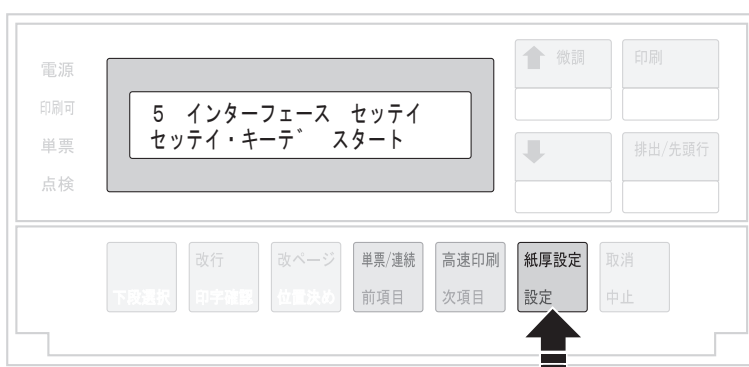 電源
印刷可
単票
点検
5 インターフェース セッテイ
セッテイ・キーデ゛ スタート
微調
印刷
排出/先頭行
改行
改ページ
単票/連続
高速印刷
紙厚設定
取消
下段選択
印字確認
位置決め
前項目
次項目
設定
中止